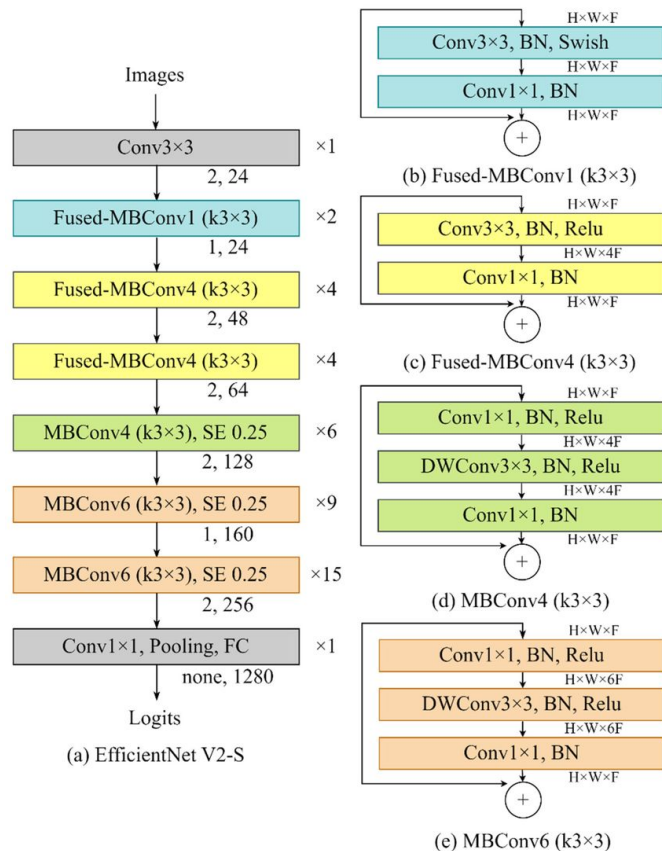 Images
Conv3×3
×1
2, 24
Fused-MBConv1 (k3×3)
×2
1, 24
Fused-MBConv4 (k3×3)
×4
2, 48
Fused-MBConv4 (k3×3)
×4
2, 64
MBConv4 (k3×3), SE 0.25
×6
2, 128
MBConv6 (k3×3), SE 0.25
×9
1, 160
MBConv6 (k3×3), SE 0.25
×15
2, 256
Conv1×1, Pooling, FC
×1
none, 1280
Logits
(a) EfficientNet V2-S
H×W×F
Conv3×3, BN, Swish
H×W×F
Conv1×1, BN
H×W×F
+
(b) Fused-MBConv1 (k3×3)
H×W×F
Conv3×3, BN, Relu
H×W×4F
Conv1×1, BN
H×W×F
+
(c) Fused-MBConv4 (k3×3)
H×W×F
Conv1×1, BN, Relu
H×W×4F
DWConv3×3, BN, Relu
H×W×4F
Conv1×1, BN
H×W×F
+
(d) MBConv4 (k3×3)
H×W×F
Conv1×1, BN, Relu
H×W×6F
DWConv3×3, BN, Relu
H×W×6F
Conv1×1, BN
H×W×F
+
(e) MBConv6 (k3×3)